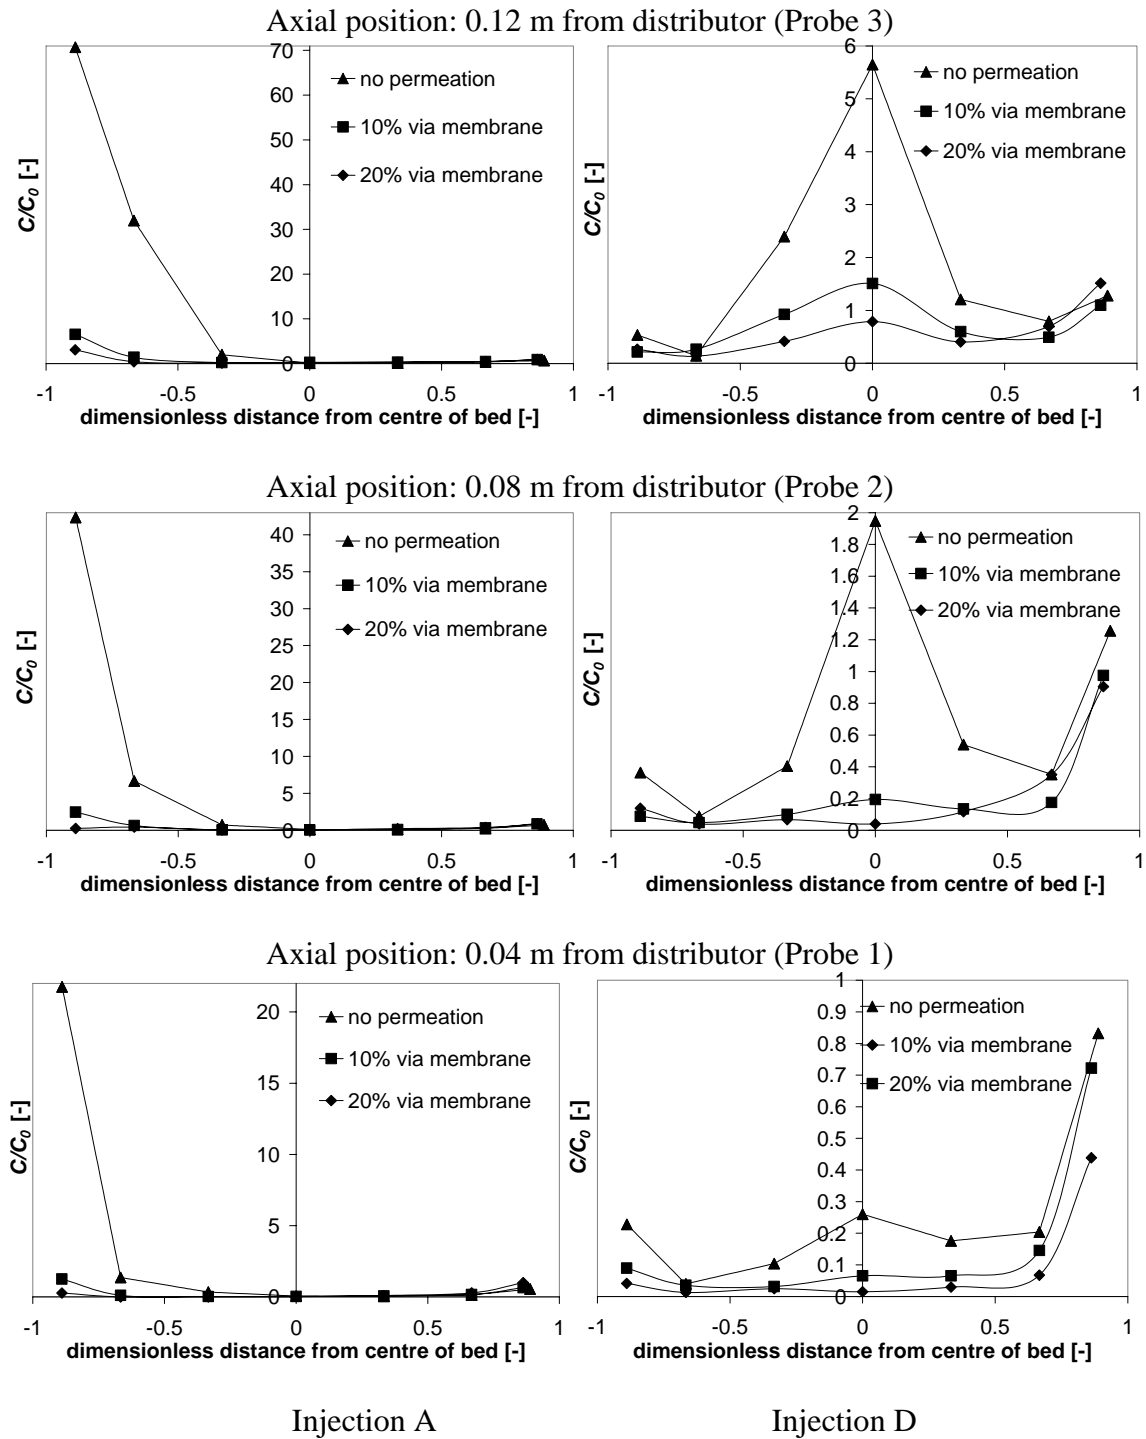 Axial position: 0.12 m from distributor (Probe 3)
70
60
50
40
30
20
10
0
-1 -0.5 0 0.5 1
C/C0 [-]
dimensionless distance from centre of bed [-]
no permeation
10% via membrane
20% via membrane
6
5
4
3
2
1
0
-1 -0.5 0 0.5 1
C/C0 [-]
dimensionless distance from centre of bed [-]
no permeation
10% via membrane
20% via membrane
Axial position: 0.08 m from distributor (Probe 2)
40
35
30
25
20
15
10
5
0
-1 -0.5 0 0.5 1
C/C0 [-]
dimensionless distance from centre of bed [-]
no permeation
10% via membrane
20% via membrane
2
1.8
1.6
1.4
1.2
1
0.8
0.6
0.4
0.2
0
-1 -0.5 0 0.5 1
C/C0 [-]
dimensionless distance from centre of bed [-]
no permeation
10% via membrane
20% via membrane
Axial position: 0.04 m from distributor (Probe 1)
20
15
10
5
0
-1 -0.5 0 0.5 1
C/C0 [-]
dimensionless distance from centre of bed [-]
no permeation
10% via membrane
20% via membrane
1
0.9
0.8
0.7
0.6
0.5
0.4
0.3
0.2
0.1
0
-1 -0.5 0 0.5 1
C/C0 [-]
dimensionless distance from centre of bed [-]
no permeation
10% via membrane
20% via membrane
Injection A
Injection D